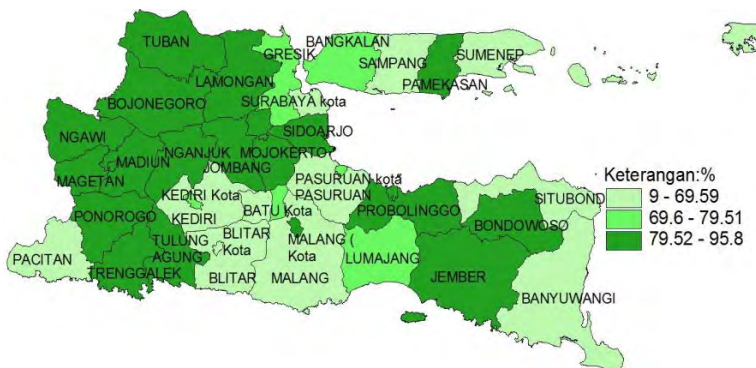 TUBAN
BANGKALAN
GRESIK
SUMENEP
SAMPANG
LAMONGAN
PAMEKASAN
BOJONEGORO
SURABAYA kota
NGAWI
SIDOARJO
NGANJUK
MOJOKERTO
MADIUN
JOMBANG
MAGETAN
PASURUAN kota
KEDIRI Kota
PASURUAN
PONOROGO
KEDIRI
BATU Kota
PROBOLINGGO
SITUBOND
BONDOWOSO
TULUNG
AGUNG
BLITAR
Kota
MALANG (
Kota
PACITAN
TRENGGALEK
BLITAR
MALANG
LUMAJANG
JEMBER
BANYUWANGI
Keterangan:%
9 - 69.59
69.6 - 79.51
79.52 - 95.8